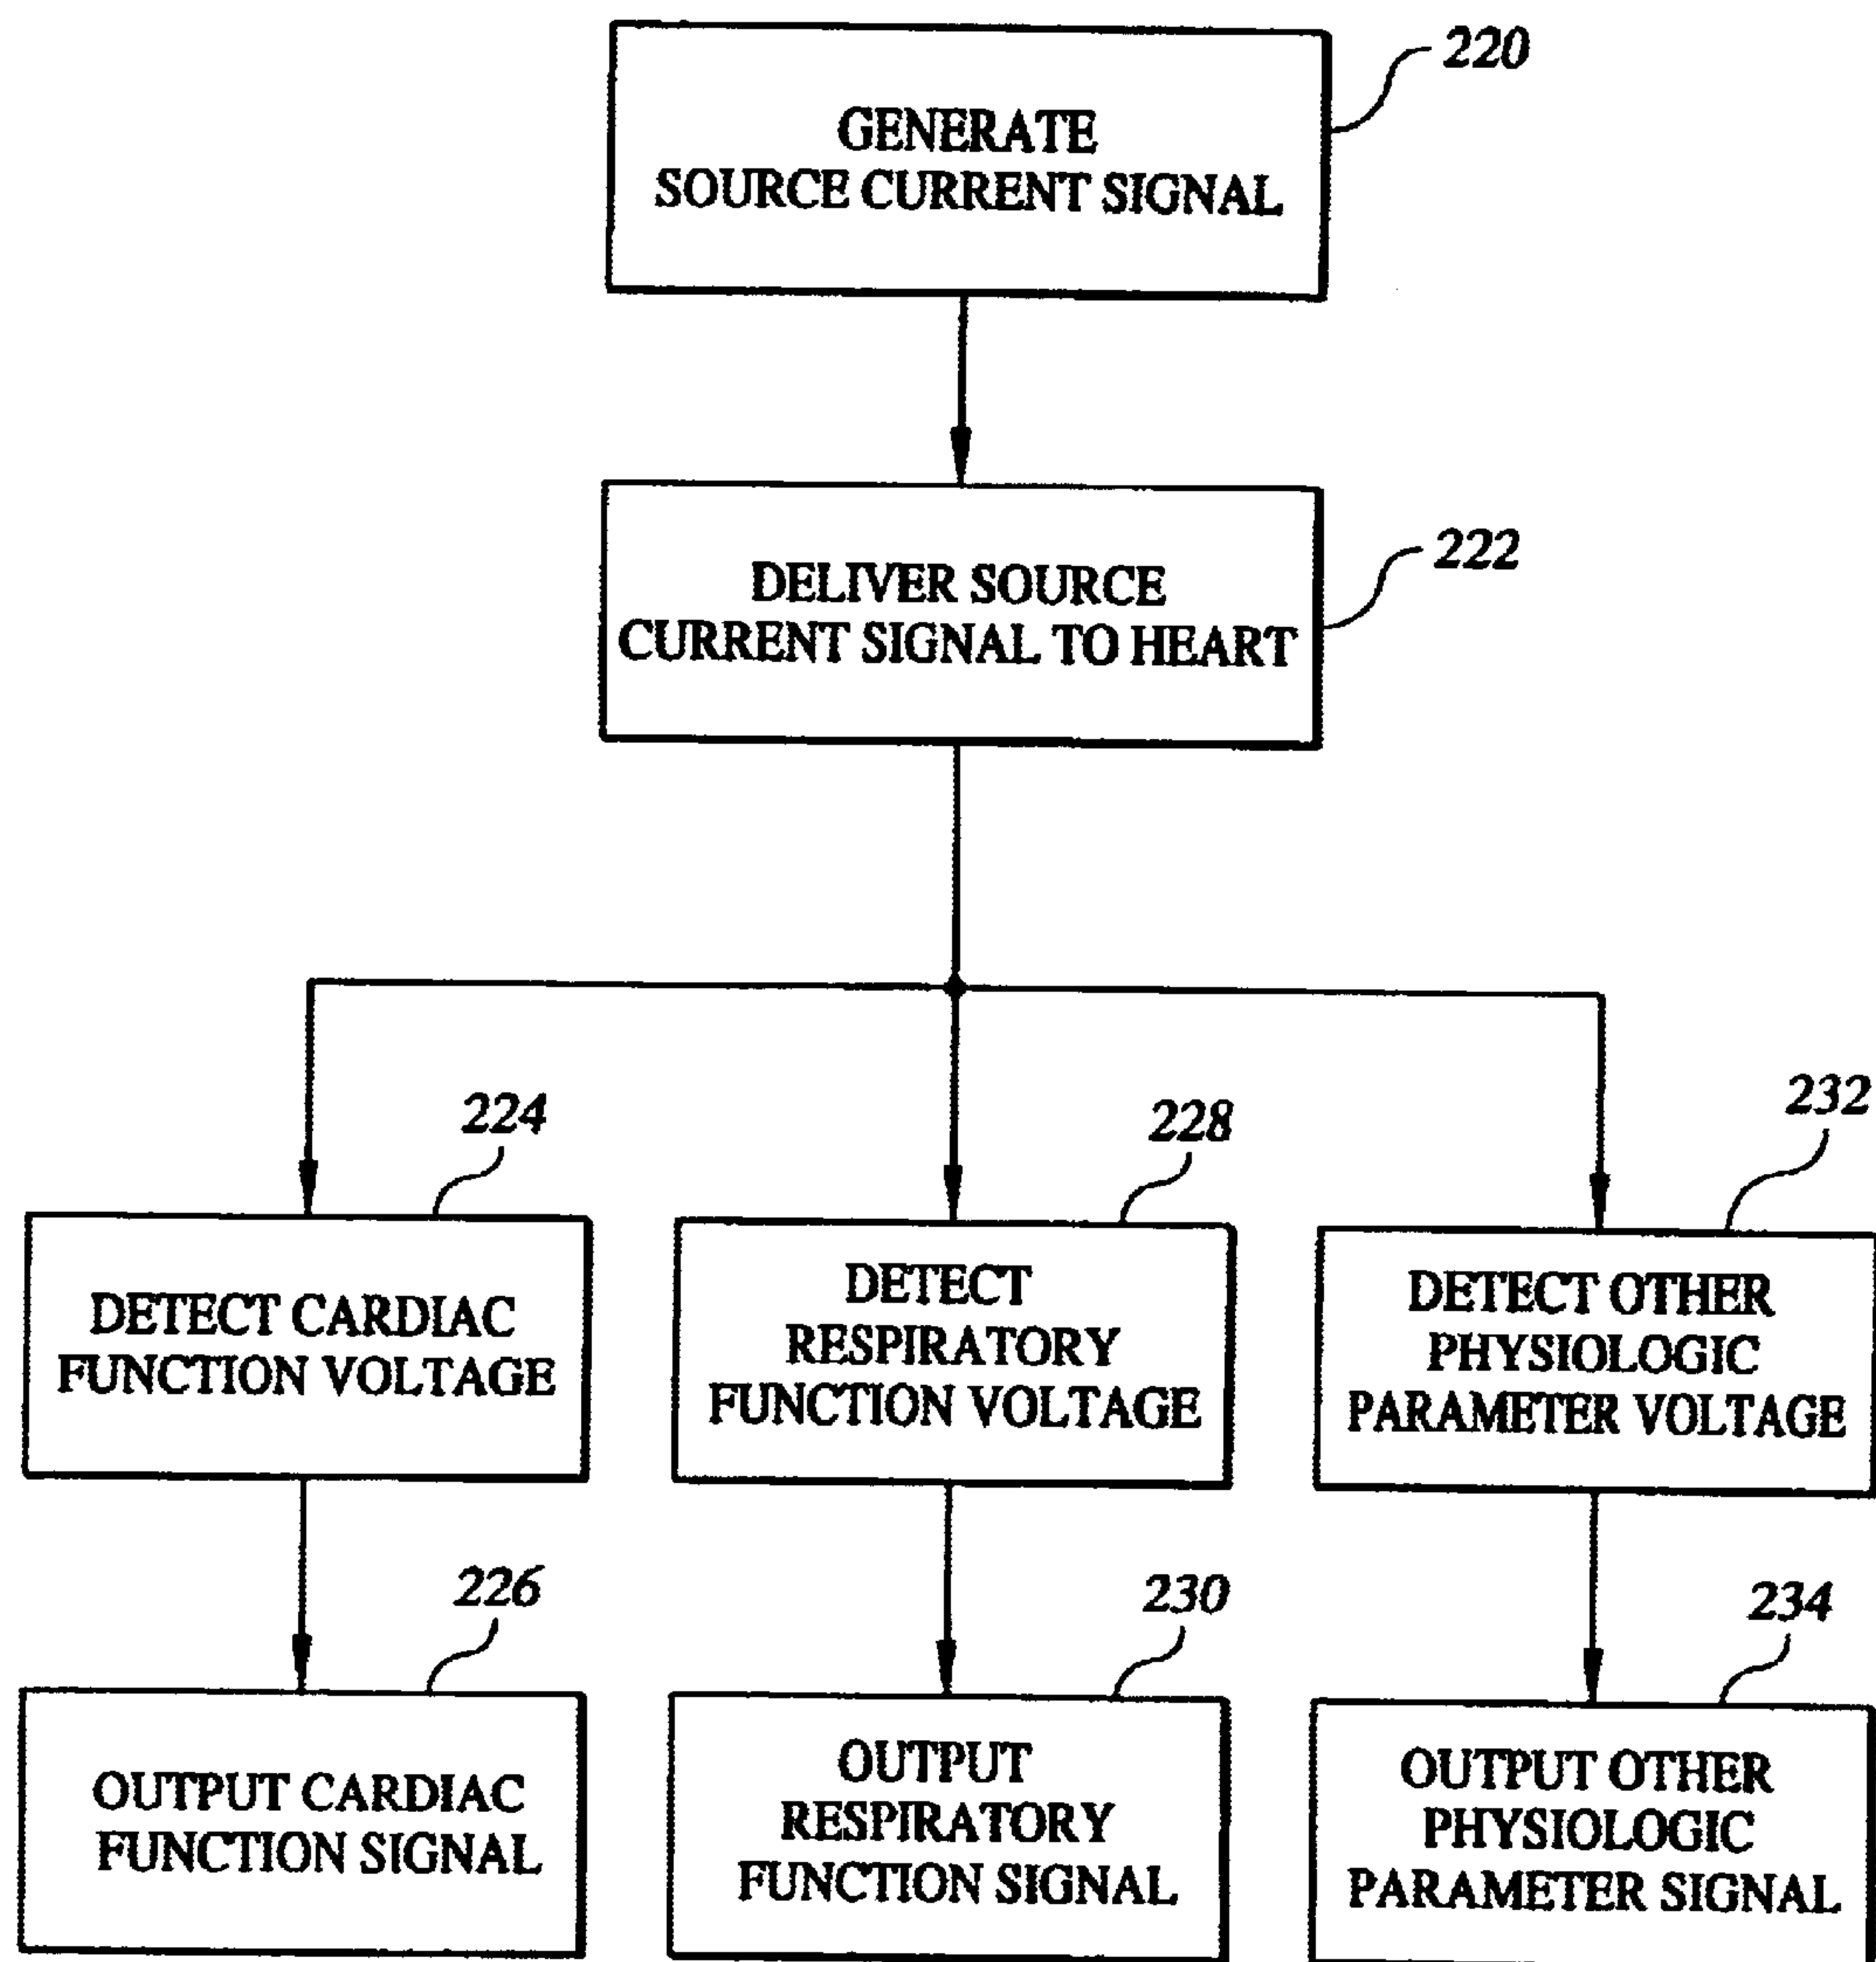 220
GENERATE
SOURCE CURRENT SIGNAL
222
DELIVER SOURCE
CURRENT SIGNAL TO HEART
224
DETECT CARDIAC
FUNCTION VOLTAGE
228
DETECT
RESPIRATORY
FUNCTION VOLTAGE
232
DETECT OTHER
PHYSIOLOGIC
PARAMETER VOLTAGE
226
OUTPUT CARDIAC
FUNCTION SIGNAL
230
OUTPUT
RESPIRATORY
FUNCTION SIGNAL
234
OUTPUT OTHER
PHYSIOLOGIC
PARAMETER SIGNAL